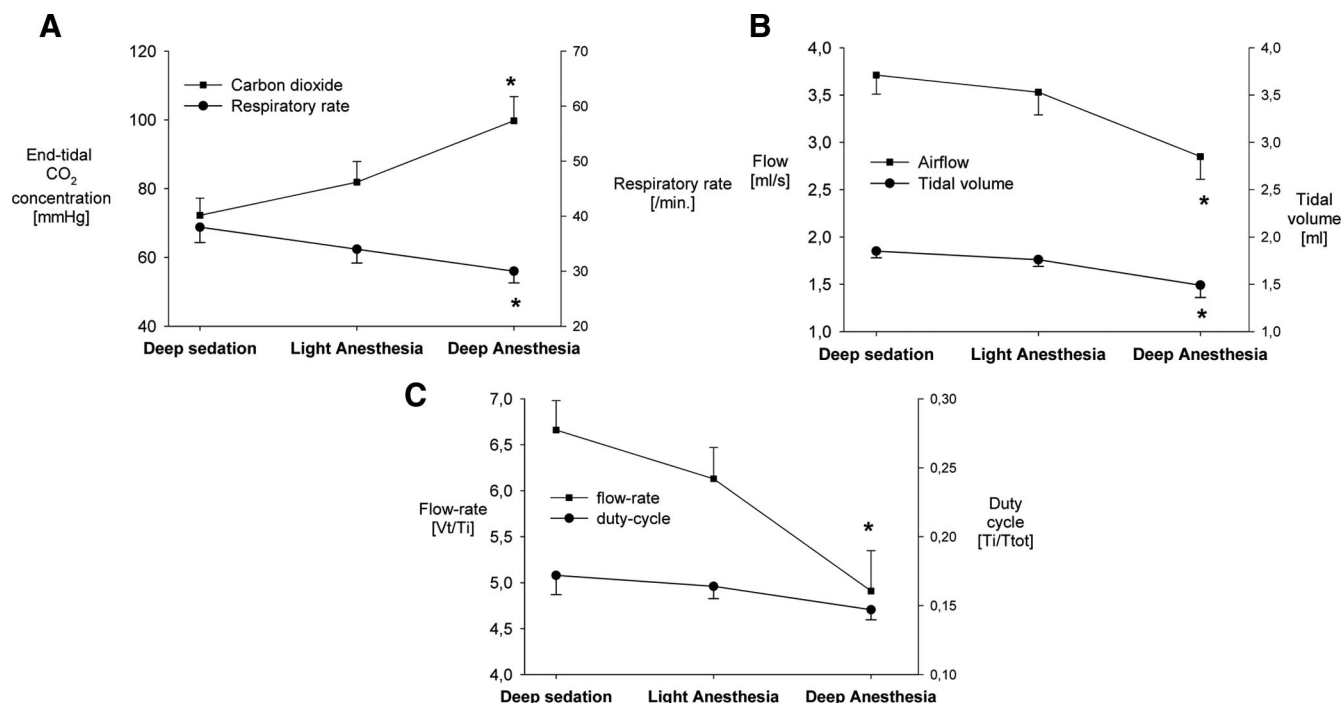 A
120
100
80
60
40
70
60
50
40
30
20
Carbon dioxide
Respiratory rate
*
*
End-tidal
CO₂
concentration
[mmHg]
Respiratory rate
[/min.]
Deep sedation Light Anesthesia Deep Anesthesia
B
4,0
3,5
3,0
2,5
2,0
1,5
1,0
4,0
3,5
3,0
2,5
2,0
1,5
1,0
Flow
[ml/s]
Airflow
Tidal volume
*
*
Tidal
volume
[ml]
Deep sedation Light Anesthesia Deep Anesthesia
C
7,0
6,5
6,0
5,5
5,0
4,5
4,0
0,30
0,25
0,20
0,15
0,10
Flow-rate
[Vt/Ti]
flow-rate
duty-cycle
*
Duty
cycle
[Ti/Ttot]
Deep sedation Light Anesthesia Deep Anesthesia